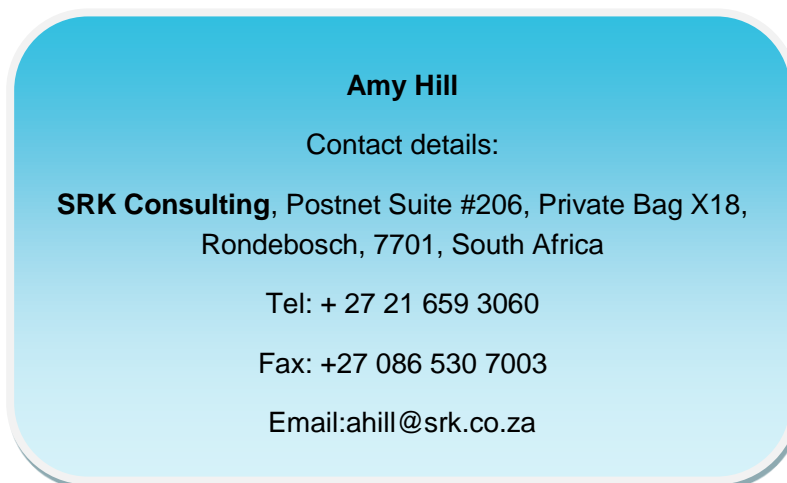 Amy Hill
Contact details:
SRK Consulting, Postnet Suite #206, Private Bag X18,
Rondebosch, 7701, South Africa
Tel: + 27 21 659 3060
Fax: +27 086 530 7003
Email:ahill@srk.co.za